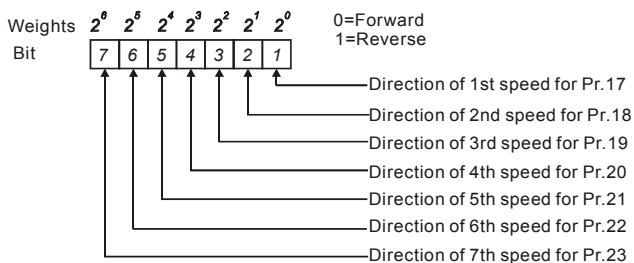 Weights 2⁶ 2⁵ 2⁴ 2³ 2² 2¹ 2⁰ 0=Forward
1=Reverse
Bit 7 6 5 4 3 2 1
Direction of 1st speed for Pr.17
Direction of 2nd speed for Pr.18
Direction of 3rd speed for Pr.19
Direction of 4th speed for Pr.20
Direction of 5th speed for Pr.21
Direction of 6th speed for Pr.22
Direction of 7th speed for Pr.23